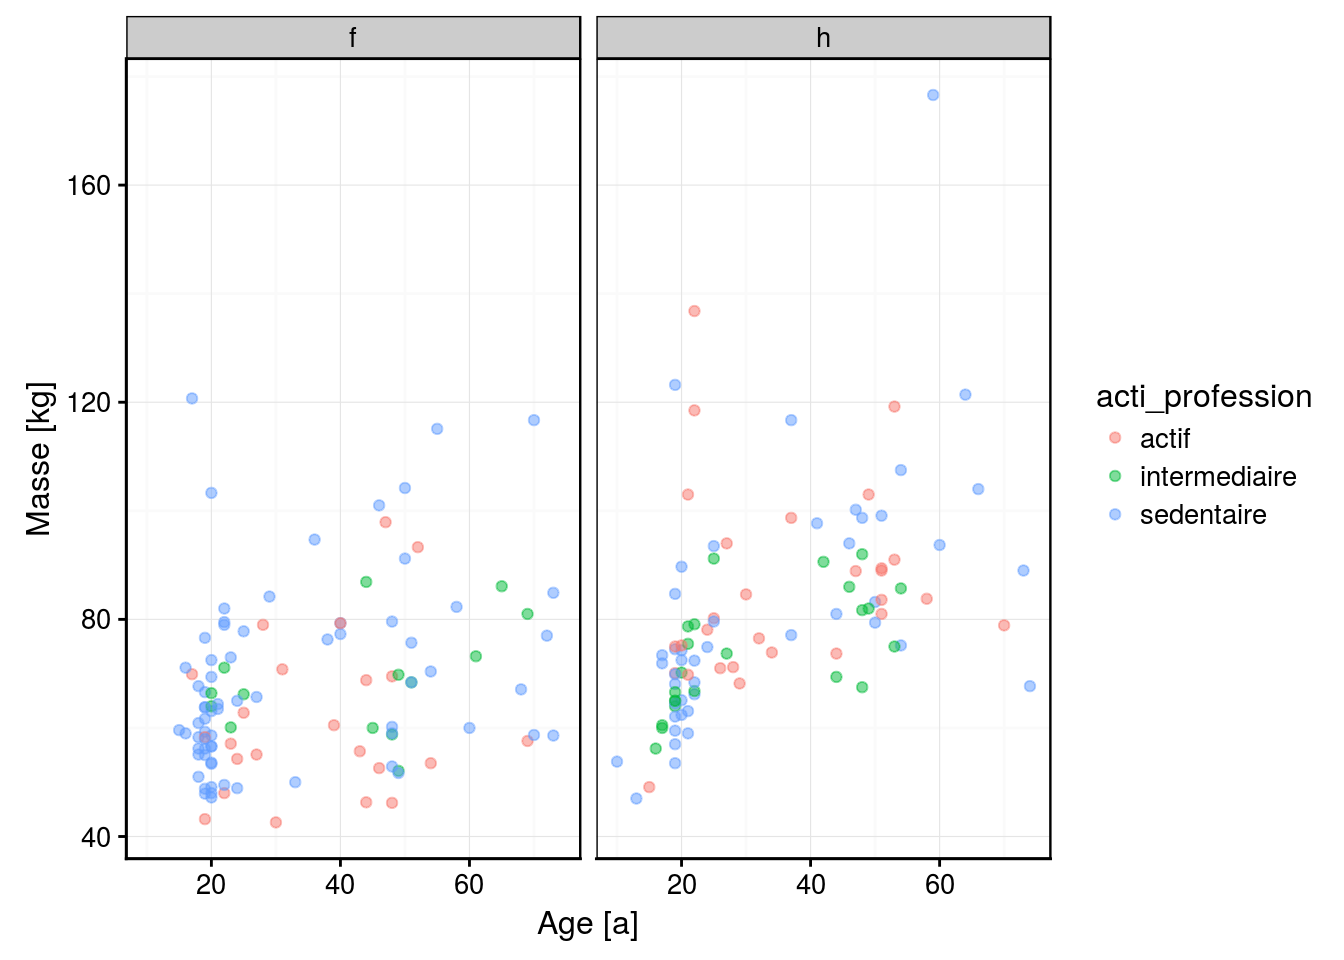 f
h
160
120
80
40
Masse [kg]
20 40 60
20 40 60
Age [a]
acti_profession
actif
intermediaire
sedentaire